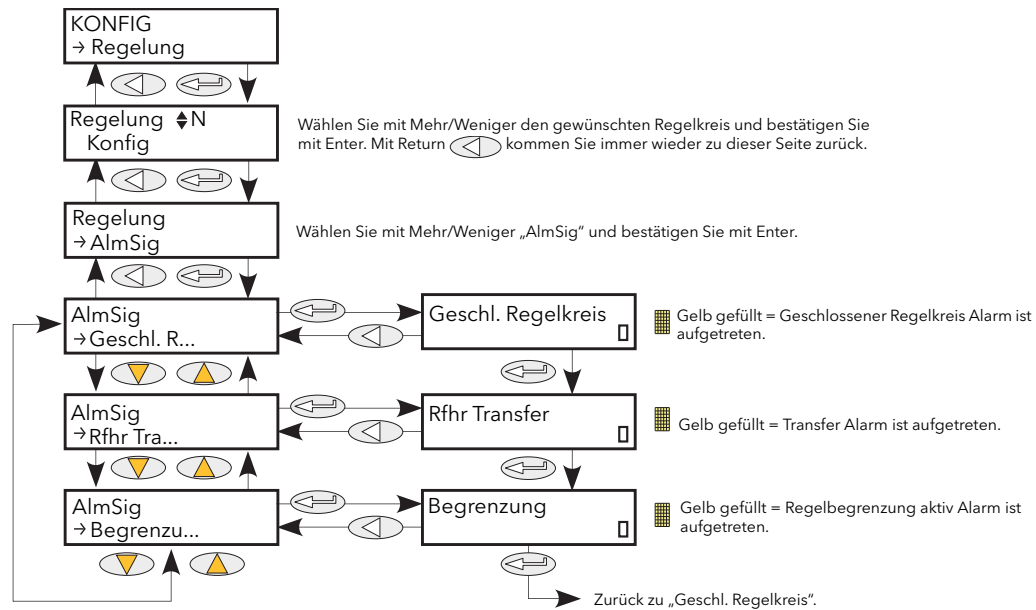 KONFIG
→ Regelung
Regelung ♦N
Konfig
Wählen Sie mit Mehr/Weniger den gewünschten Regelkreis und bestätigen Sie
mit Enter. Mit Return kommen Sie immer wieder zu dieser Seite zurück.
Regelung
→ AlmSig
Wählen Sie mit Mehr/Weniger „AlmSig“ und bestätigen Sie mit Enter.
AlmSig
→ Geschl. R...
Geschl. Regelkreis
Gelb gefüllt = Geschlossener Regelkreis Alarm ist
aufgetreten.
AlmSig
→ Rfhr Tra...
Rfhr Transfer
Gelb gefüllt = Transfer Alarm ist aufgetreten.
AlmSig
→ Begrenzu...
Begrenzung
Gelb gefüllt = Regelbegrenzung aktiv Alarm ist
aufgetreten.
Zurück zu „Geschl. Regelkreis“.